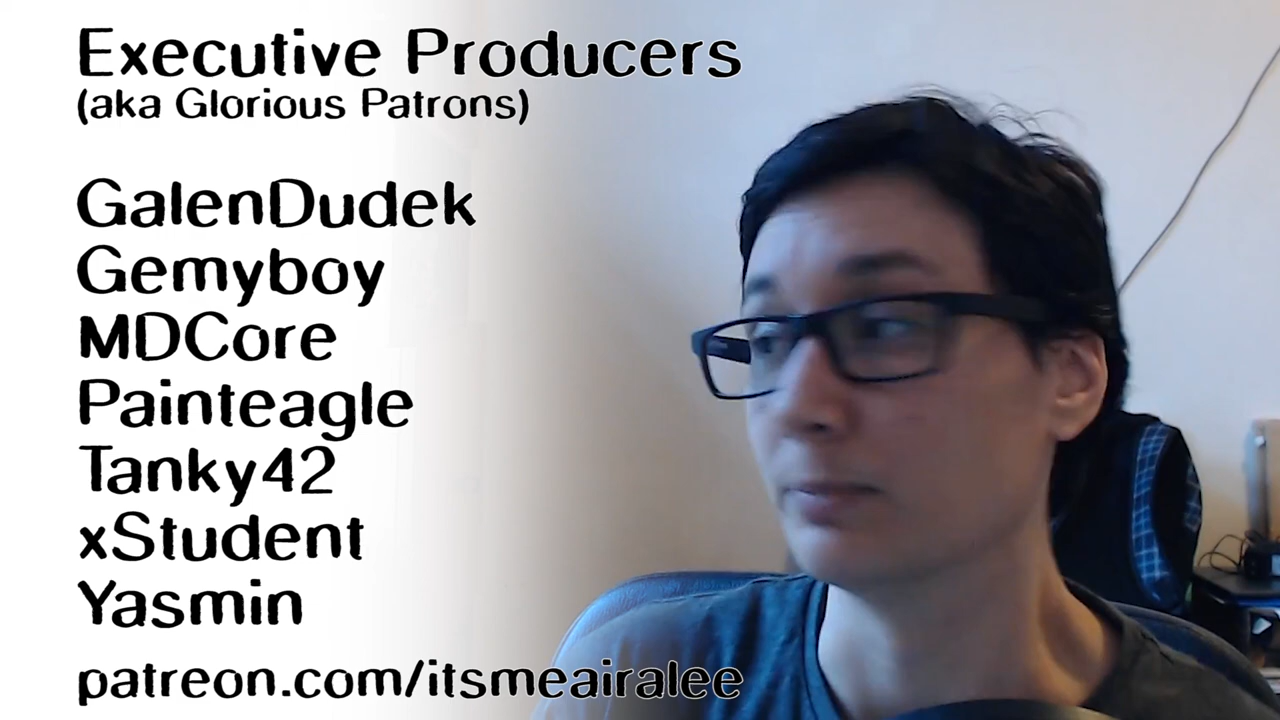 Executive Producers
(aka Glorious Patrons)
GalenDudek
Gemyboy
MDCore
Painteagle
Tanky42
xStudent
Yasmin
patreon.com/itsmeairalee